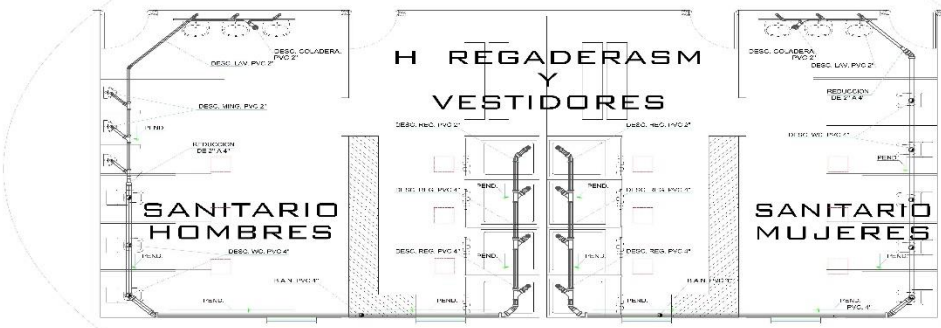 DESC. COLADERA.
PVC 2"
DESC. LAV. PVC 2"
DESC. MING. PVC 2"
PEND.
REDUCCION
DE 2" A 4"
SANITARIO
HOMBRES
DESC. WC. PVC 4"
PEND.
PEND.
B.A.N. PVC 4"
H REGADERASM
Y
VESTIDORES
DESC. REG. PVC 2"
DESC. REG. PVC 2"
DESC. REG. PVC 4"
PEND.
PEND.
DESC. REG. PVC 4"
DESC. REG. PVC 4"
PEND.
PEND.
DESC. REG. PVC 4"
PEND.
PEND.
B.A.N. PVC 4"
DESC. COLADERA.
PVC 2"
DESC. LAV. PVC 2"
REDUCCION
DE 2" A 4"
DESC. WC. PVC 4"
PEND.
SANITARIO
MUJERES
PEND.
PEND.
PVC. 4"